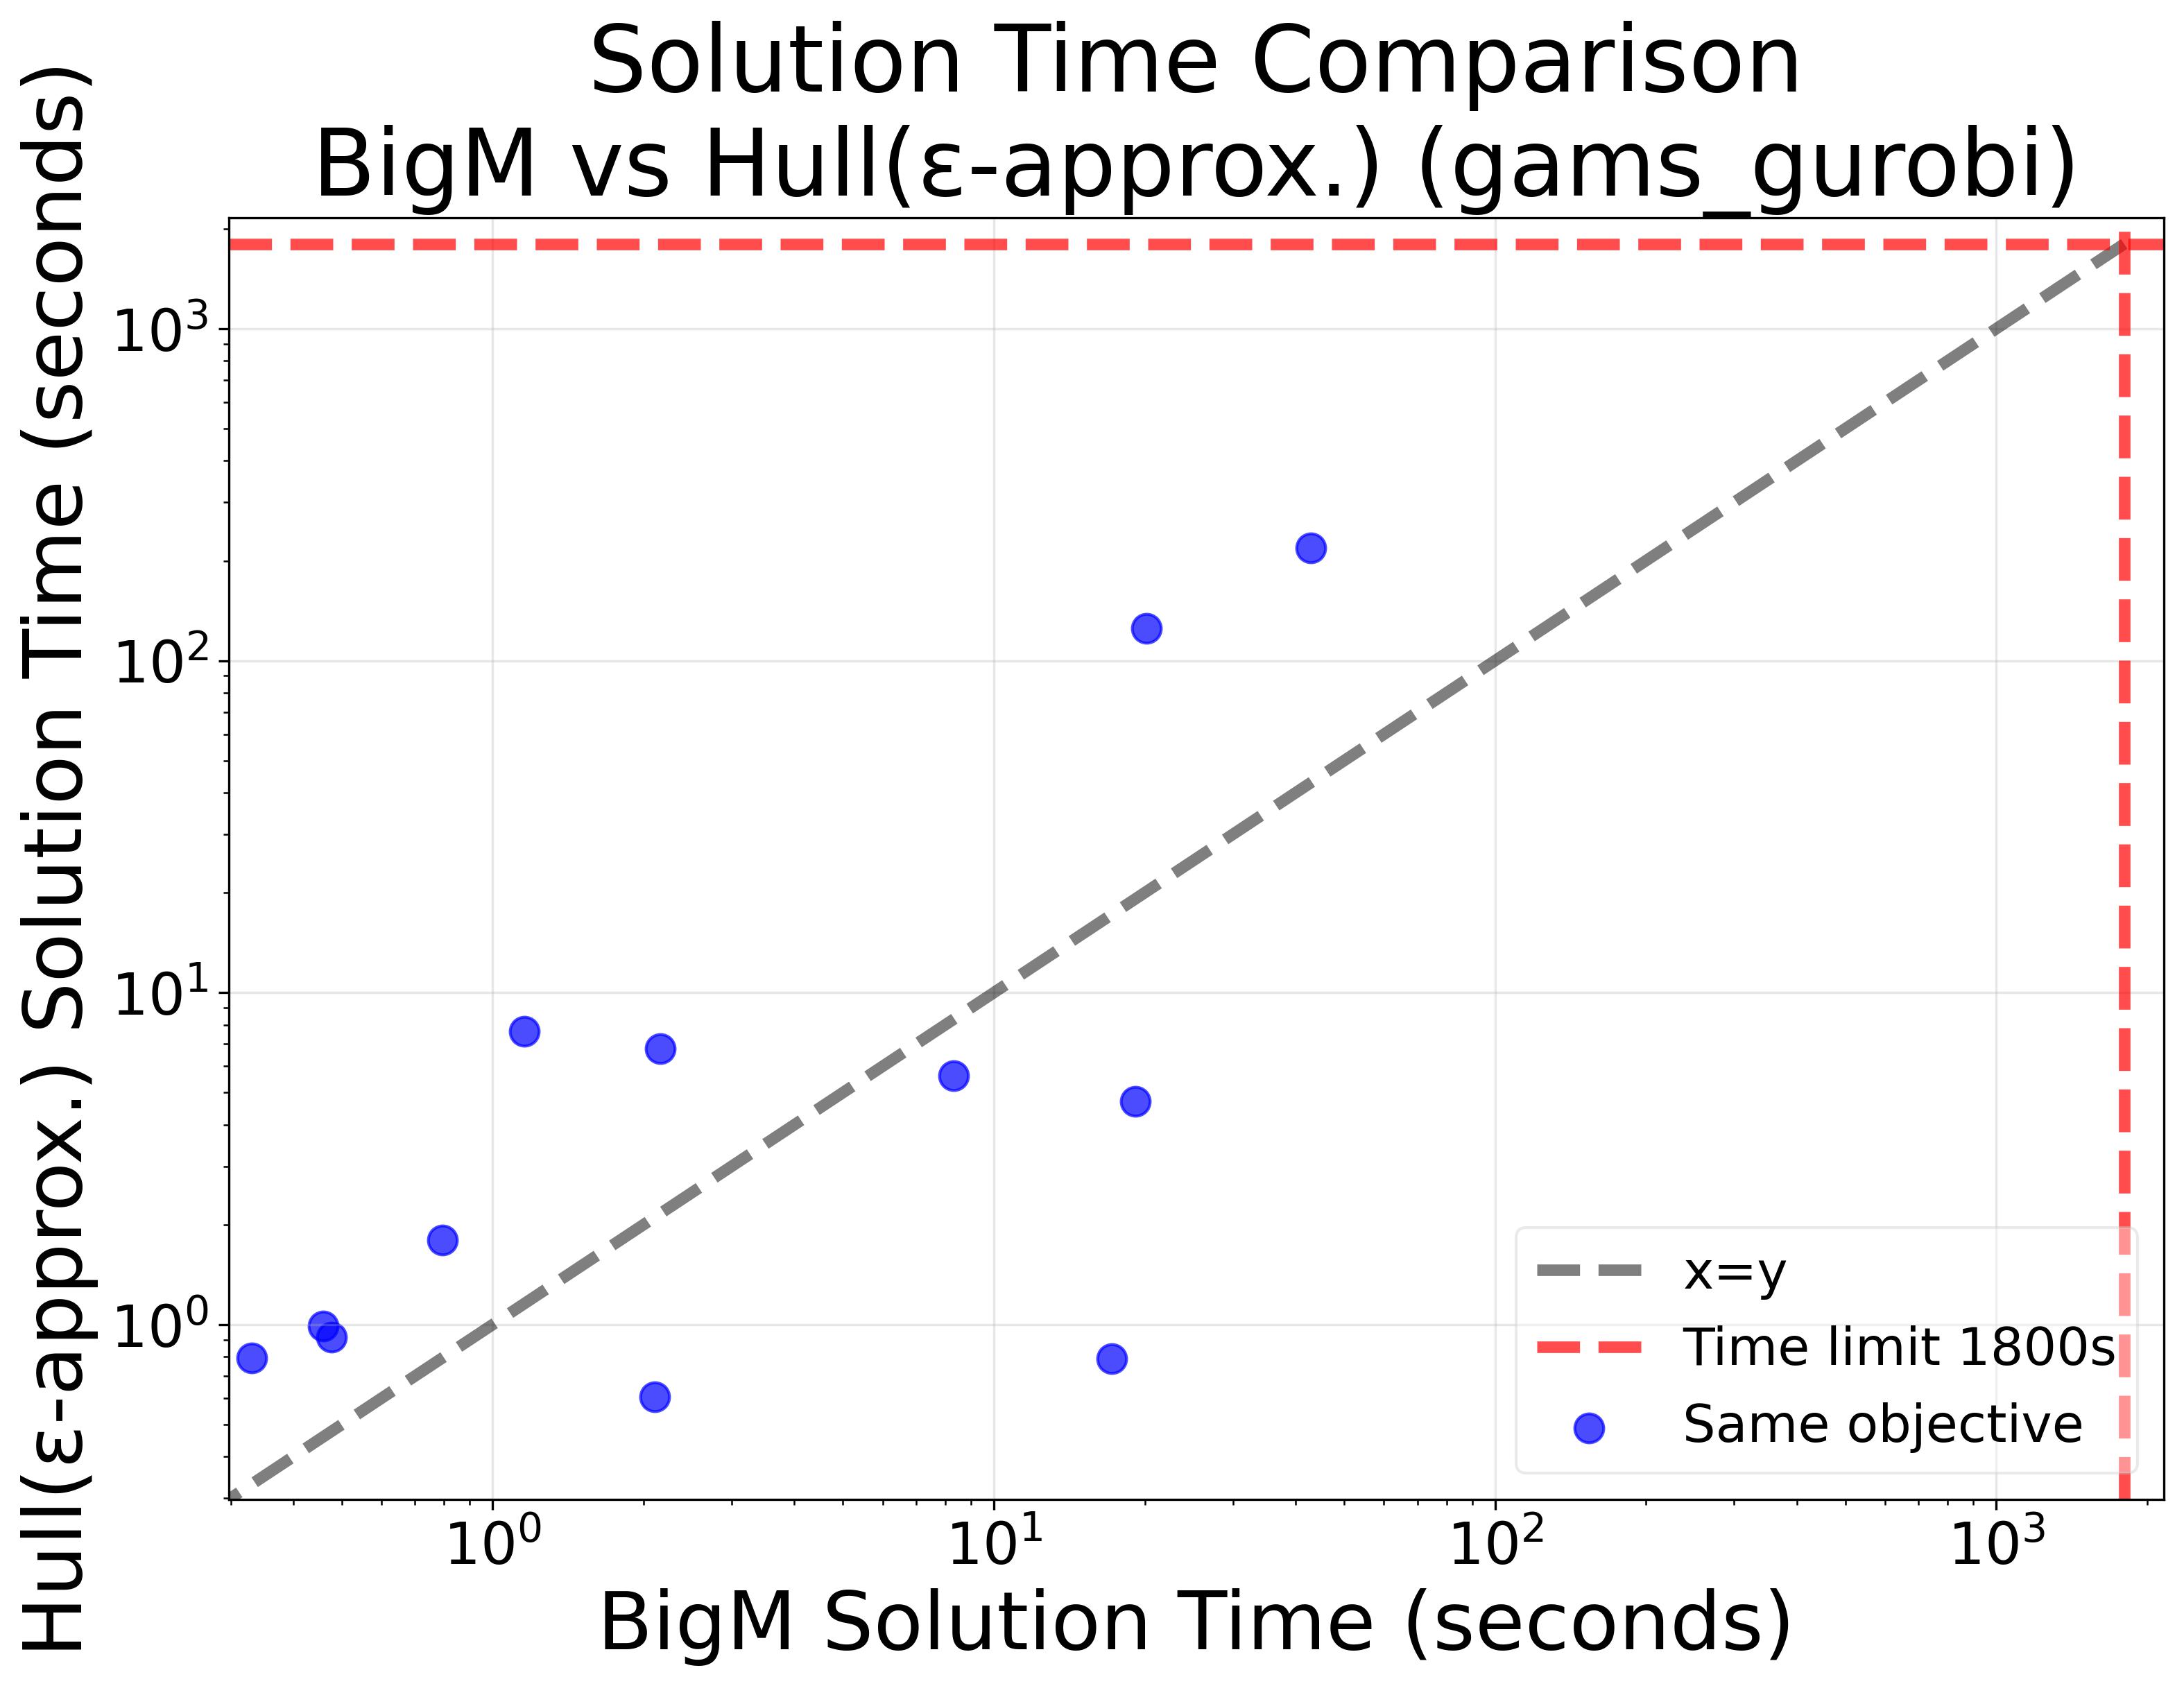 Solution Time Comparison
BigM vs Hull(ε-approx.) (gams_gurobi)
Hull(ε-approx.) Solution Time (seconds)
10³
10²
10¹
10⁰
x=y
Time limit 1800s
Same objective
10⁰ 10¹ 10² 10³
BigM Solution Time (seconds)